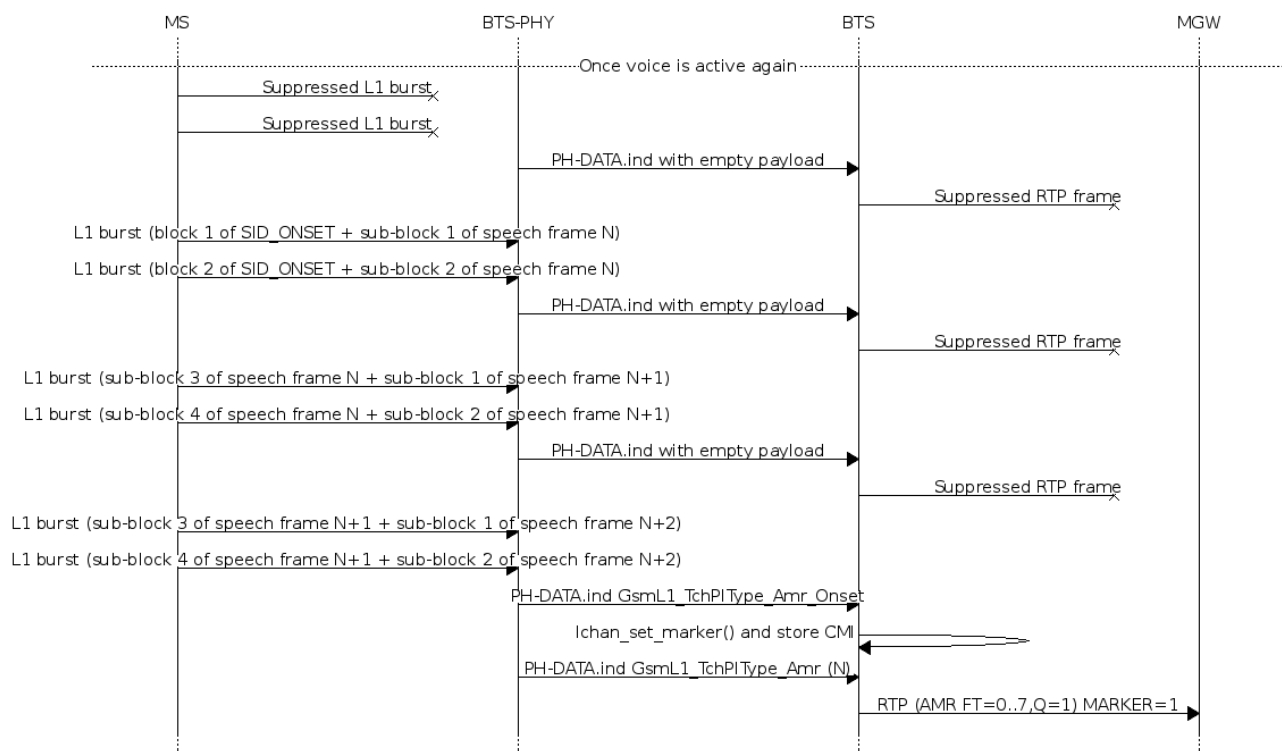 MS BTS-PHY BTS MGW
Once voice is active again
Suppressed L1 burst
Suppressed L1 burst
PH-DATA.ind with empty payload
Suppressed RTP frame
L1 burst (block 1 of SID_ONSET + sub-block 1 of speech frame N)
L1 burst (block 2 of SID_ONSET + sub-block 2 of speech frame N)
PH-DATA.ind with empty payload
Suppressed RTP frame
L1 burst (sub-block 3 of speech frame N + sub-block 1 of speech frame N+1)
L1 burst (sub-block 4 of speech frame N + sub-block 2 of speech frame N+1)
PH-DATA.ind with empty payload
Suppressed RTP frame
L1 burst (sub-block 3 of speech frame N+1 + sub-block 1 of speech frame N+2)
L1 burst (sub-block 4 of speech frame N+1 + sub-block 2 of speech frame N+2)
PH-DATA.ind GsmL1_TchPlType_Amr_Onset
lchan_set_marker() and store CMI
PH-DATA.ind GsmL1_TchPlType_Amr (N)
RTP (AMR FT=0..7,Q=1) MARKER=1